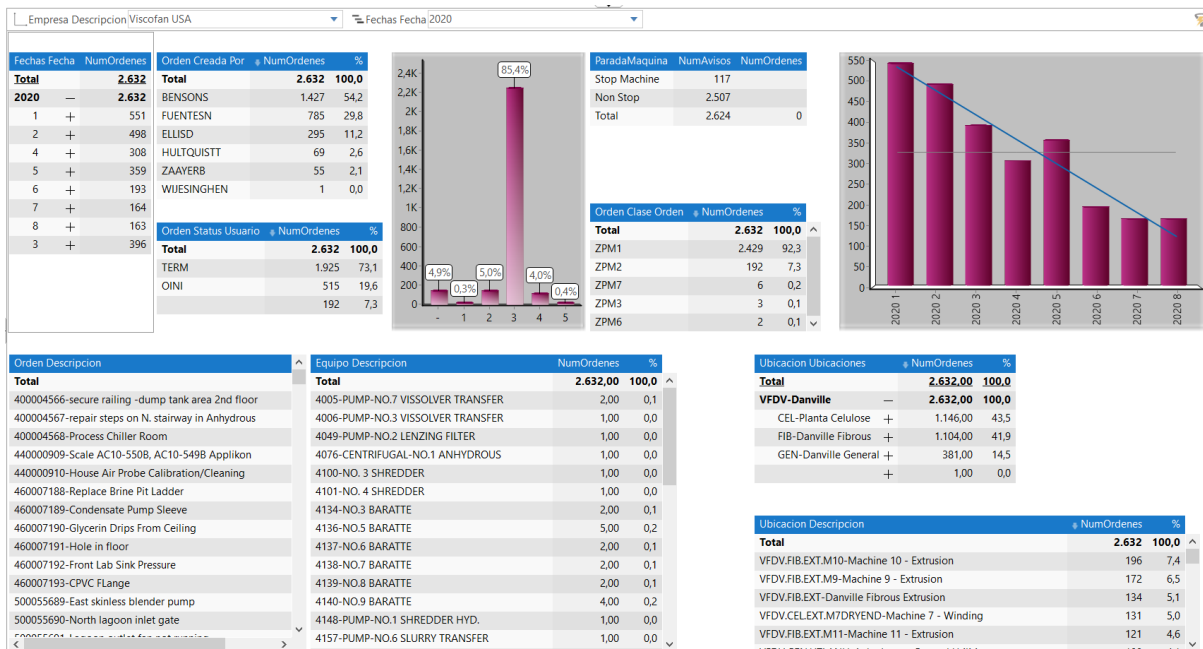 Empresa Descripcion Viscofan USA Fechas Fecha 2020
Fechas Fecha NumOrdenes
Total 2.632
2020 — 2.632
1 + 551
2 + 498
4 + 308
5 + 359
6 + 193
7 + 164
8 + 163
3 + 396
Orden Creada Por NumOrdenes %
Total 2.632 100,0
BENSONS 1.427 54,2
FUENTESN 785 29,8
ELLISD 295 11,2
HULTQUISTT 69 2,6
ZAAYERB 55 2,1
WIJESINGHEN 1 0,0
Orden Status Usuario NumOrdenes %
Total 2.632 100,0
TERM 1.925 73,1
OINI 515 19,6
192 7,3
2,4K
2,2K
2K
1,8K
1,6K
1,4K
1,2K
1K
800
600
400
200
0
4,9%
0,3%
5,0%
85,4%
4,0%
0,4%
- 1 2 3 4 5
ParadaMaquina NumAvisos NumOrdenes
Stop Machine 117
Non Stop 2.507
Total 2.624 0
Orden Clase Orden NumOrdenes %
Total 2.632 100,0
ZPM1 2.429 92,3
ZPM2 192 7,3
ZPM7 6 0,2
ZPM3 3 0,1
ZPM6 2 0,1
550
500
450
400
350
300
250
200
150
100
50
0
2020 1
2020 2
2020 3
2020 4
2020 5
2020 6
2020 7
2020 8
Orden Descripcion
Total
400004566-secure railing -dump tank area 2nd floor
400004567-repair steps on N. stairway in Anhydrous
400004568-Process Chiller Room
440000909-Scale AC10-550B, AC10-549B Applikon
440000910-House Air Probe Calibration/Cleaning
460007188-Replace Brine Pit Ladder
460007189-Condensate Pump Sleeve
460007190-Glycerin Drips From Ceiling
460007191-Hole in floor
460007192-Front Lab Sink Pressure
460007193-CPVC FLange
500055689-East skinless blender pump
500055690-North lagoon inlet gate
Equipo Descripcion NumOrdenes %
Total 2.632,00 100,0
4005-PUMP-NO.7 VISSOLVER TRANSFER 2,00 0,1
4006-PUMP-NO.3 VISSOLVER TRANSFER 1,00 0,0
4049-PUMP-NO.2 LENZING FILTER 1,00 0,0
4076-CENTRIFUGAL-NO.1 ANHYDROUS 1,00 0,0
4100-NO. 3 SHREDDER 1,00 0,0
4101-NO. 4 SHREDDER 1,00 0,0
4134-NO.3 BARATTE 2,00 0,1
4136-NO.5 BARATTE 5,00 0,2
4137-NO.6 BARATTE 2,00 0,1
4138-NO.7 BARATTE 2,00 0,1
4139-NO.8 BARATTE 2,00 0,1
4140-NO.9 BARATTE 4,00 0,2
4148-PUMP-NO.1 SHREDDER HYD. 1,00 0,0
4157-PUMP-NO.6 SLURRY TRANSFER 1,00 0,0
Ubicacion Ubicaciones NumOrdenes %
Total 2.632,00 100,0
VFDV-Danville — 2.632,00 100,0
CEL-Planta Celulose + 1.146,00 43,5
FIB-Danville Fibrous + 1.104,00 41,9
GEN-Danville General + 381,00 14,5
+ 1,00 0,0
Ubicacion Descripcion NumOrdenes %
Total 2.632 100,0
VFDV.FIB.EXT.M10-Machine 10 - Extrusion 196 7,4
VFDV.FIB.EXT.M9-Machine 9 - Extrusion 172 6,5
VFDV.FIB.EXT-Danville Fibrous Extrusion 134 5,1
VFDV.CEL.EXT.M7DRYEND-Machine 7 - Winding 131 5,0
VFDV.FIB.EXT.M11-Machine 11 - Extrusion 121 4,6